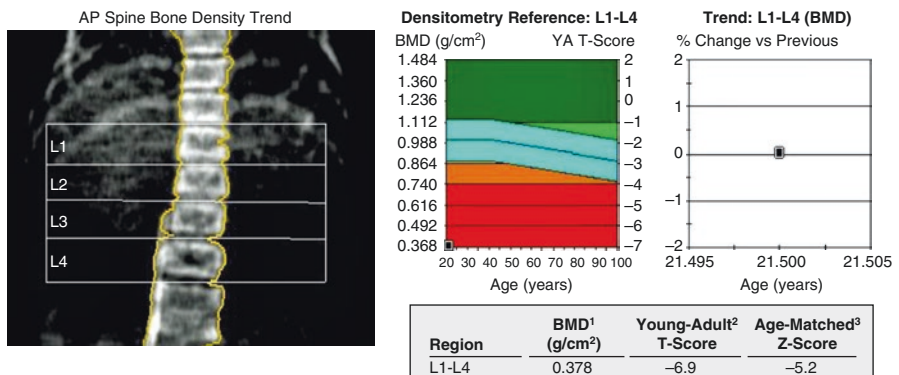 AP Spine Bone Density Trend
L1
L2
L3
L4
Densitometry Reference: L1-L4
BMD (g/cm²) YA T-Score
1.484 2
1.360 1
1.236 0
1.112 –1
0.988 –2
0.864 –3
0.740 –4
0.616 –5
0.492 –6
0.368 –7
20 30 40 50 60 70 80 90 100
Age (years)
Trend: L1-L4 (BMD)
% Change vs Previous
2
1
0
–1
–2
21.495 21.500 21.505
Age (years)
Region BMD¹ (g/cm²) Young-Adult² T-Score Age-Matched³ Z-Score
L1-L4 0.378 –6.9 –5.2